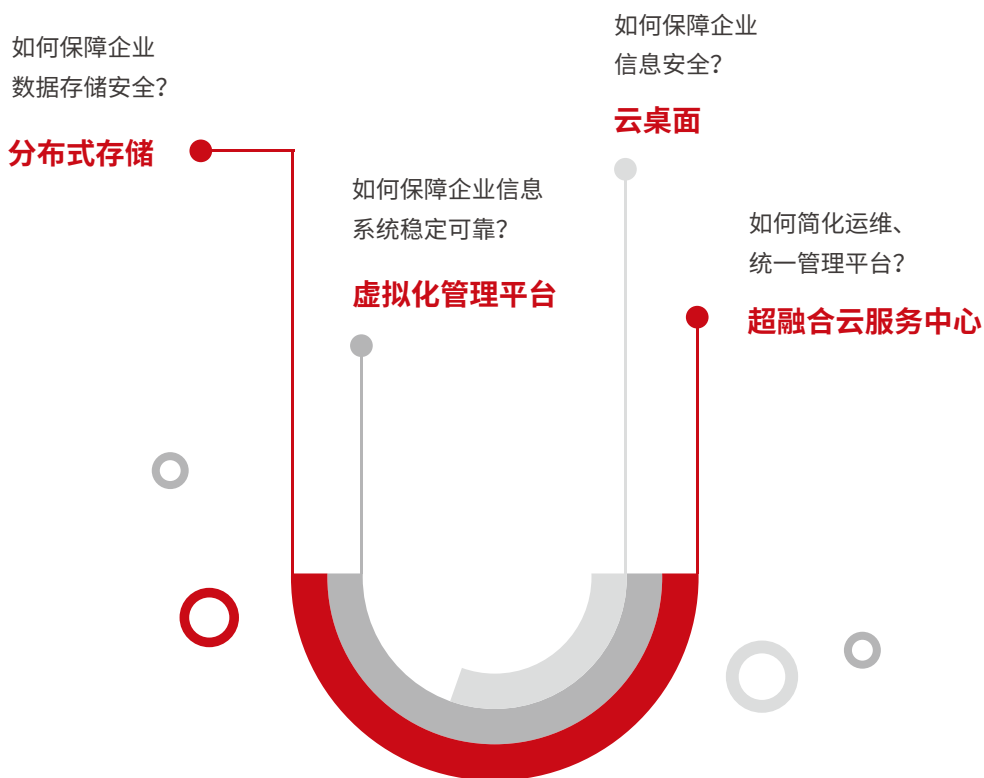 如何保障企业
数据存储安全？
分布式存储
如何保障企业信息
系统稳定可靠？
虚拟化管理平台
如何保障企业
信息安全？
云桌面
如何简化运维、
统一管理平台？
超融合云服务中心